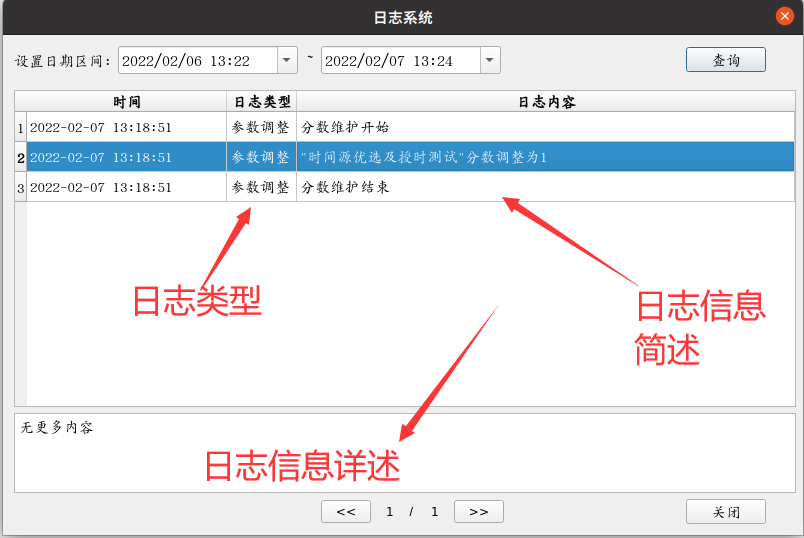 日志系统
设置日期区间: 2022/02/06 13:22 ~ 2022/02/07 13:24 查询
时间 日志类型 日志内容
1 2022-02-07 13:18:51 参数调整 分数维护开始
2 2022-02-07 13:18:51 参数调整 "时间源优选及授时测试"分数调整为1
3 2022-02-07 13:18:51 参数调整 分数维护结束
日志类型
日志信息
简述
无更多内容
日志信息详述
<< 1 / 1 >> 关闭